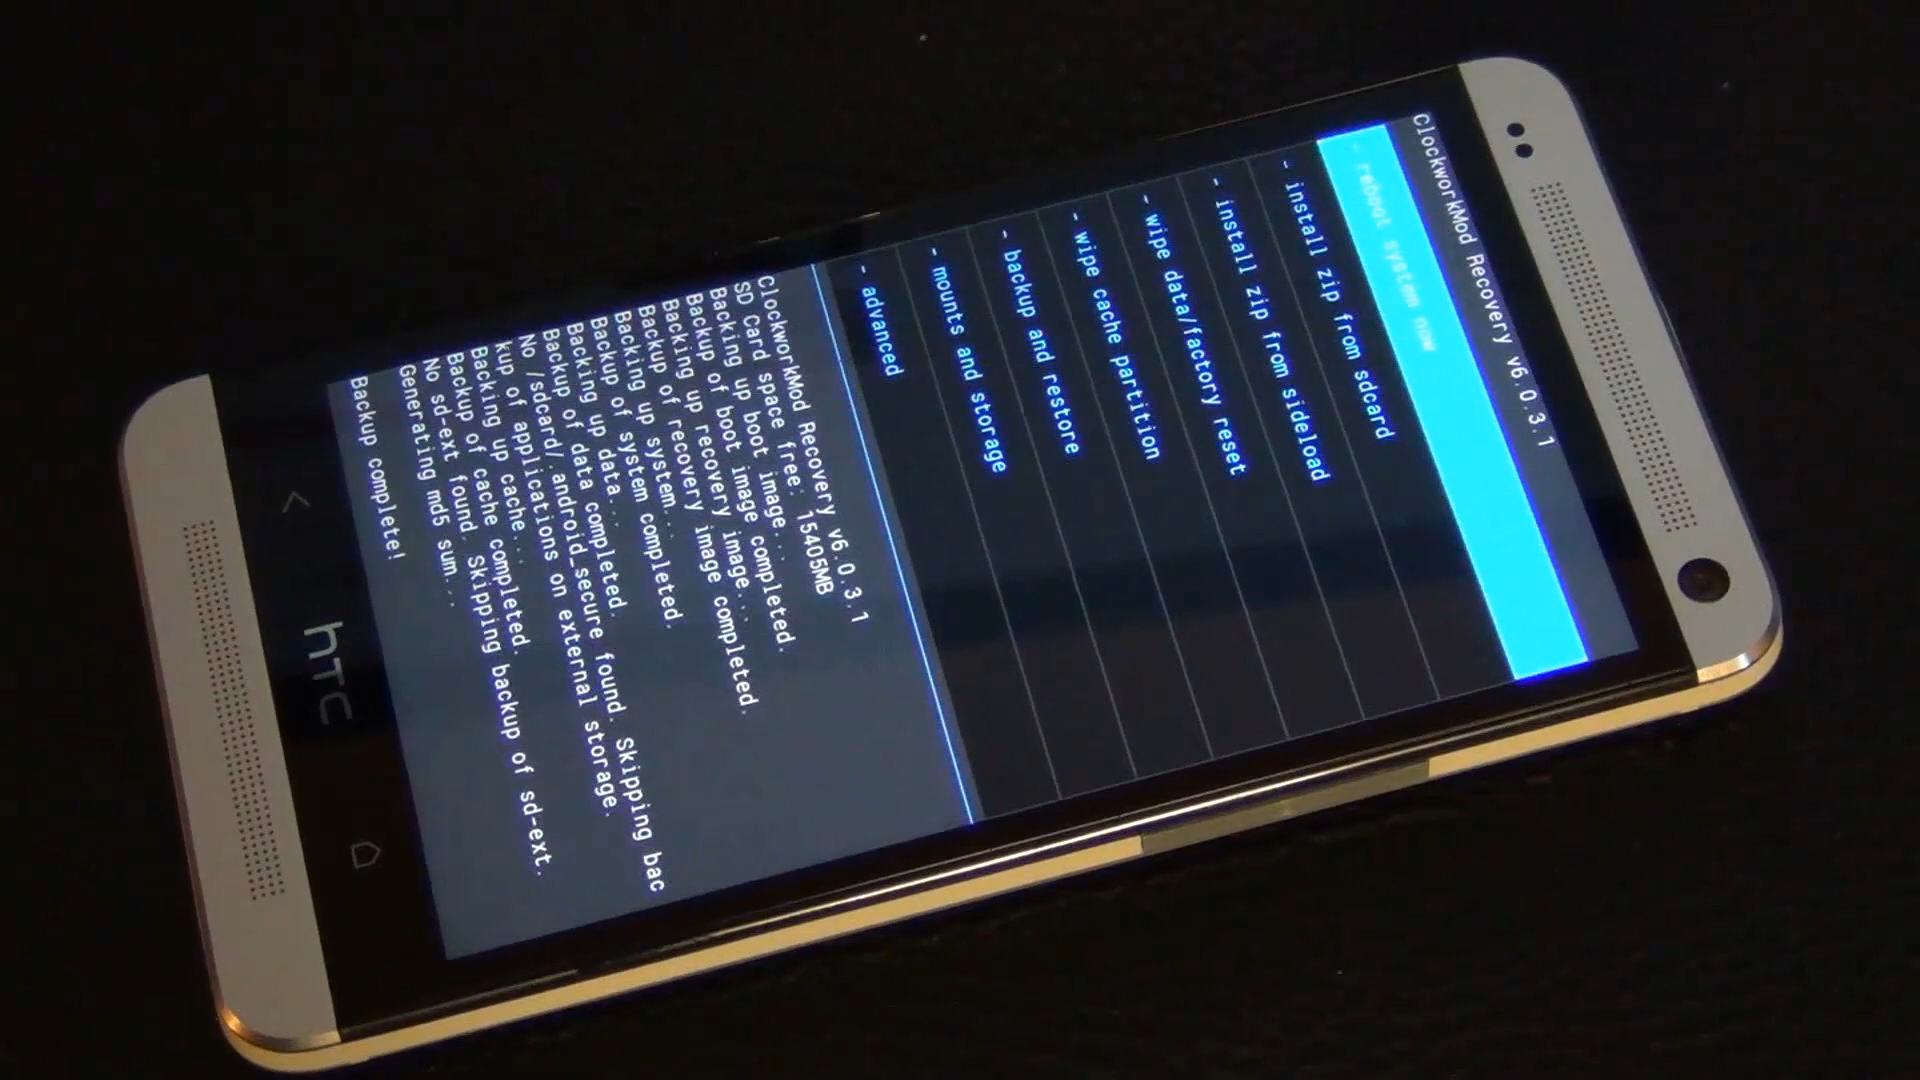 ClockworkMod Recovery v6.0.3.1
- reboot system now
- install zip from sdcard
- install zip from sideload
- wipe data/factory reset
- wipe cache partition
- backup and restore
- mounts and storage
- advanced
ClockworkMod Recovery v6.0.3.1
SD Card space free: 15405MB
Backing up boot image...
Backup of boot image completed.
Backing up recovery image...
Backup of recovery image completed.
Backing up system...
Backup of system completed.
Backing up data...
Backup of data completed.
No /sdcard/.android_secure found. Skipping bac
kup of applications on external storage.
Backing up cache...
Backup of cache completed.
No sd-ext found. Skipping backup of sd-ext.
Generating md5 sum...
Backup complete!
hTC